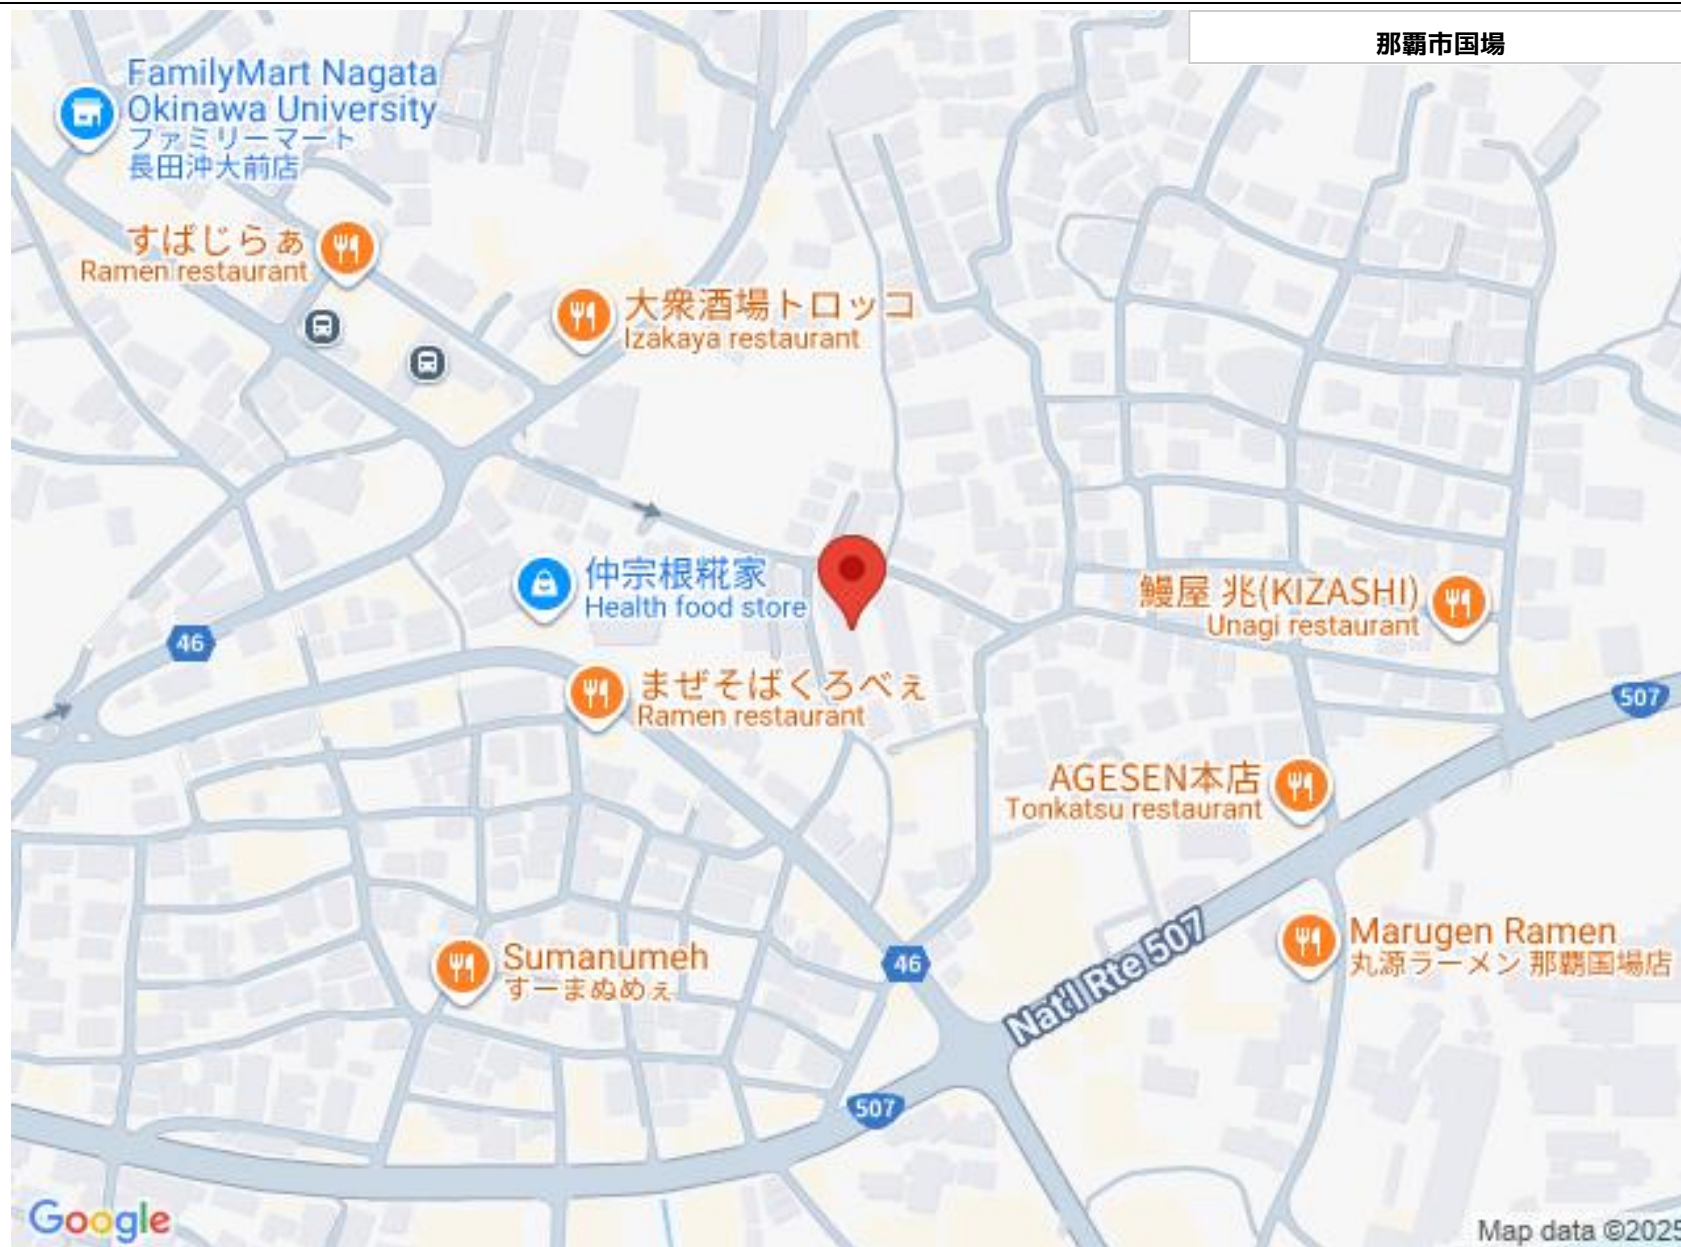 那覇市国場
FamilyMart Nagata
Okinawa University
ファミリーマート
長田沖大前店
すばじらぁ
Ramen restaurant
大衆酒場トロッコ
Izakaya restaurant
仲宗根糀家
Health food store
鰻屋 兆(KIZASHI)
Unagi restaurant
46
まぜそばくろべぇ
Ramen restaurant
507
AGESEN本店
Tonkatsu restaurant
Marugen Ramen
丸源ラーメン 那覇国場店
Sumanumeh
すーまぬめぇ
46
Nat'l Rte 507
507
Google
Map data ©2025